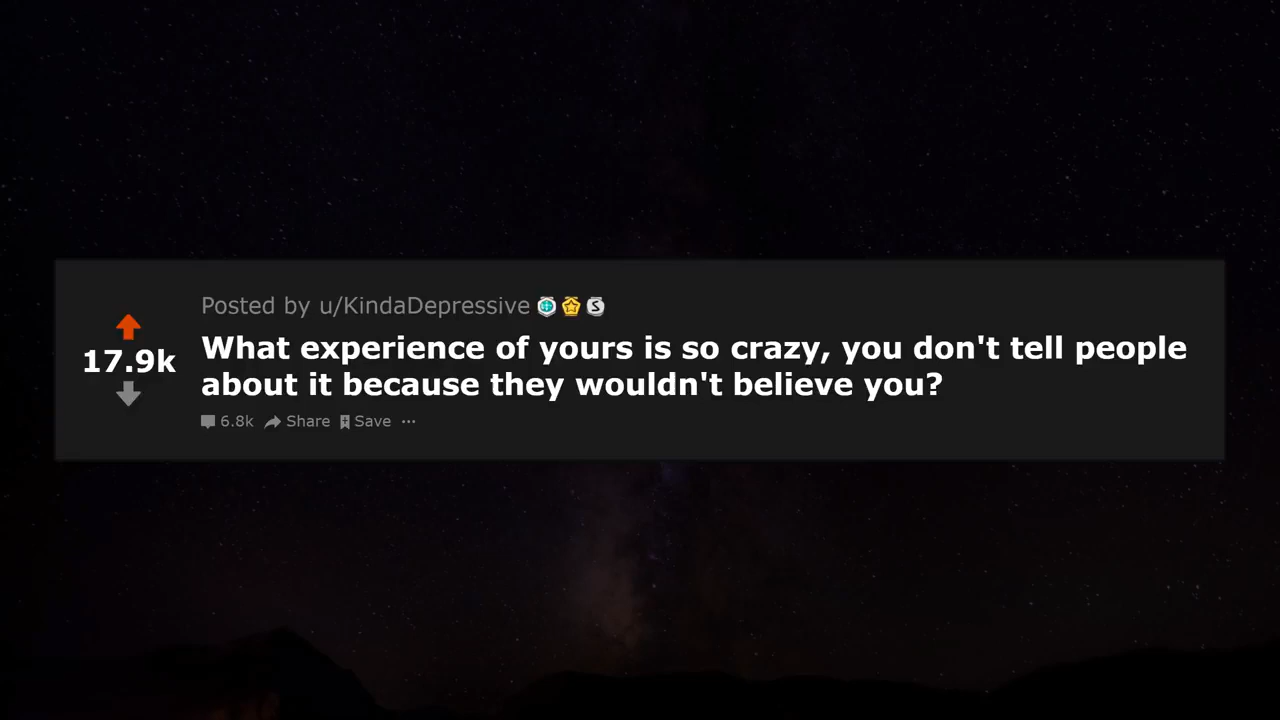 Posted by u/KindaDepressive
17.9k
What experience of yours is so crazy, you don't tell people
about it because they wouldn't believe you?
6.8k Share Save ...